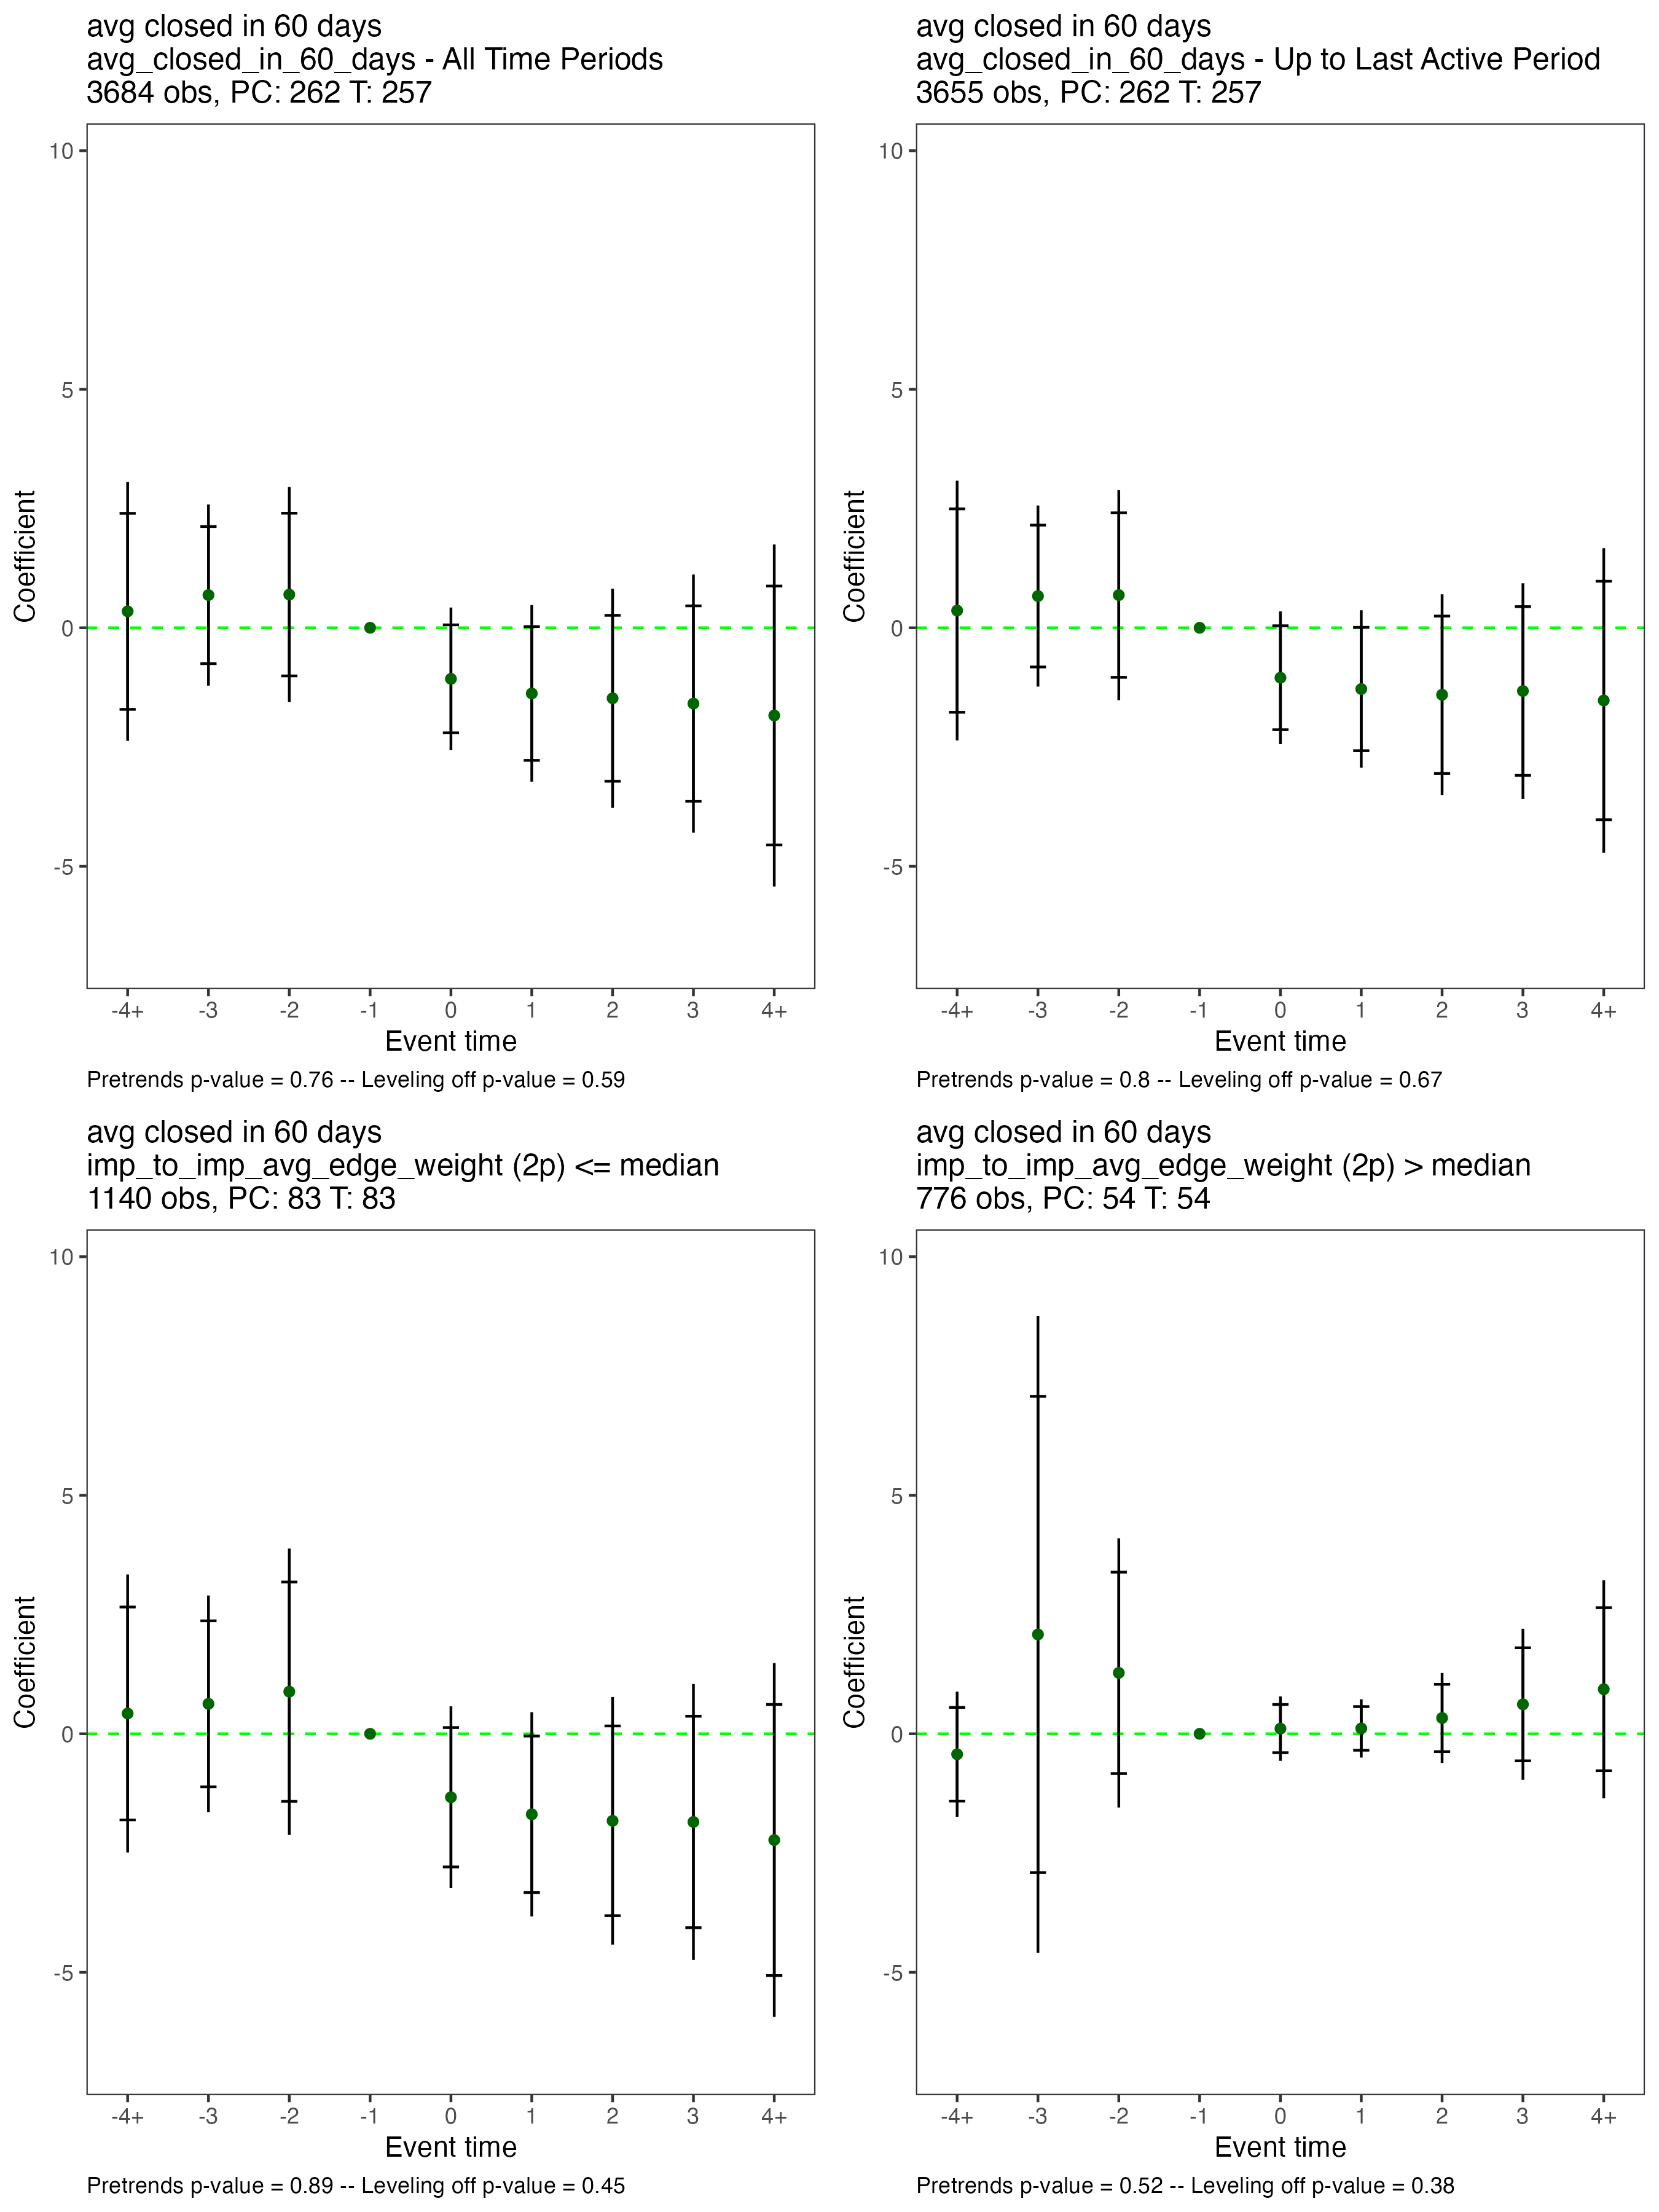 avg closed in 60 days
avg_closed_in_60_days - All Time Periods
3684 obs, PC: 262 T: 257
10
5
0
-5
Coefficient
-4+ -3 -2 -1 0 1 2 3 4+
Event time
Pretrends p-value = 0.76 -- Leveling off p-value = 0.59
avg closed in 60 days
avg_closed_in_60_days - Up to Last Active Period
3655 obs, PC: 262 T: 257
10
5
0
-5
Coefficient
-4+ -3 -2 -1 0 1 2 3 4+
Event time
Pretrends p-value = 0.8 -- Leveling off p-value = 0.67
avg closed in 60 days
imp_to_imp_avg_edge_weight (2p) <= median
1140 obs, PC: 83 T: 83
10
5
0
-5
Coefficient
-4+ -3 -2 -1 0 1 2 3 4+
Event time
Pretrends p-value = 0.89 -- Leveling off p-value = 0.45
avg closed in 60 days
imp_to_imp_avg_edge_weight (2p) > median
776 obs, PC: 54 T: 54
10
5
0
-5
Coefficient
-4+ -3 -2 -1 0 1 2 3 4+
Event time
Pretrends p-value = 0.52 -- Leveling off p-value = 0.38